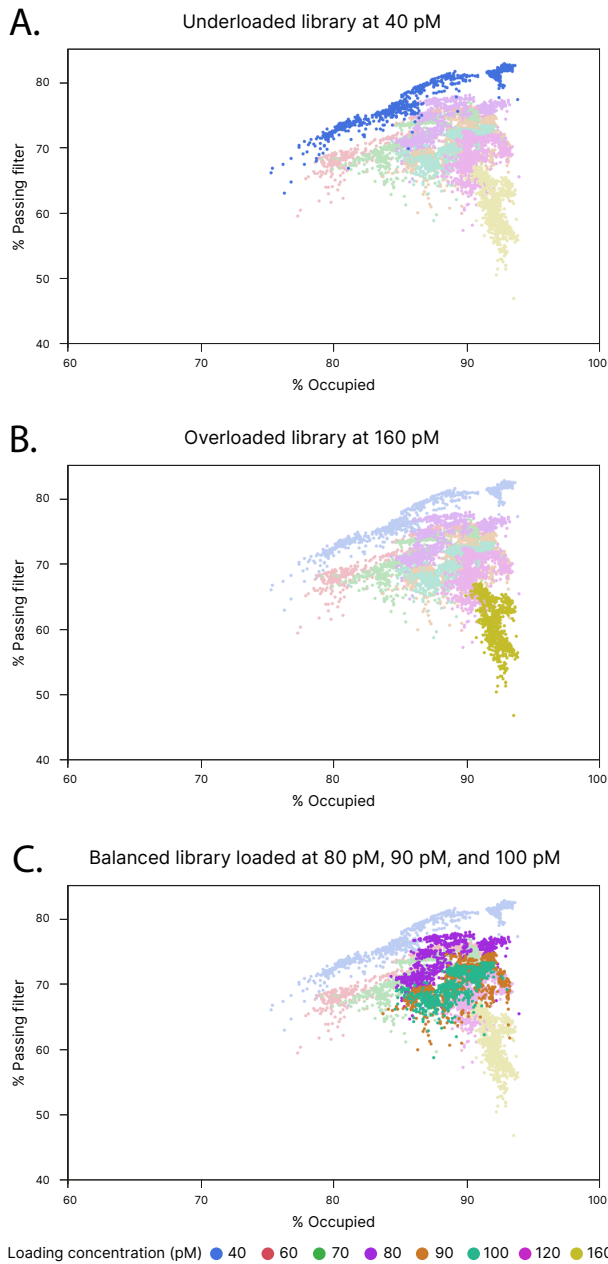 A.
Underloaded library at 40 pM
% Passing filter
80
70
60
50
40
60
70
80
90
100
% Occupied
B.
Overloaded library at 160 pM
% Passing filter
80
70
60
50
40
60
70
80
90
100
% Occupied
C.
Balanced library loaded at 80 pM, 90 pM, and 100 pM
% Passing filter
80
70
60
50
40
60
70
80
90
100
% Occupied
Loading concentration (pM) 40 60 70 80 90 100 120 160